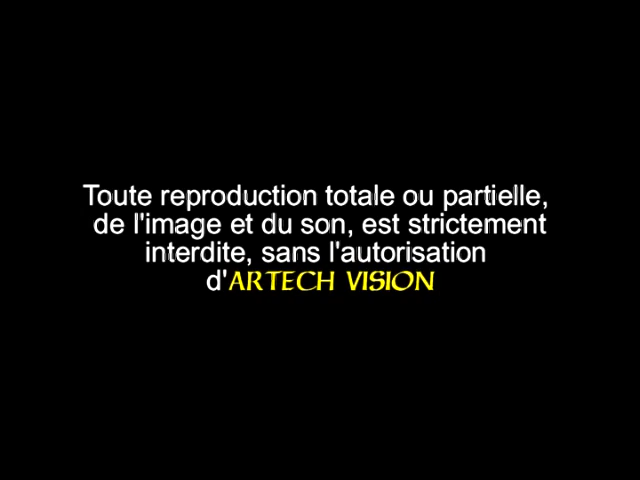 Toute reproduction totale ou partielle,
de l'image et du son, est strictement
interdite, sans l'autorisation
d'ARTECH VISION